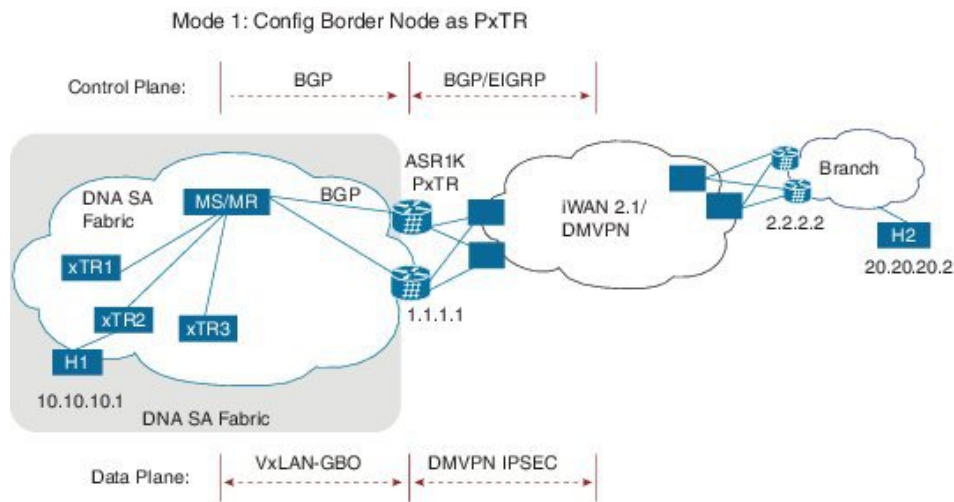 Mode 1: Config Border Node as PxTR
Control Plane:
BGP
BGP/EIGRP
DNA SA
Fabric
MS/MR
BGP
ASR1K
PxTR
xTR1
xTR2
xTR3
H1
10.10.10.1
1.1.1.1
iWAN 2.1/
DMVPN
Branch
2.2.2.2
H2
20.20.20.2
DNA SA Fabric
Data Plane:
VxLAN-GBO
DMVPN IPSEC